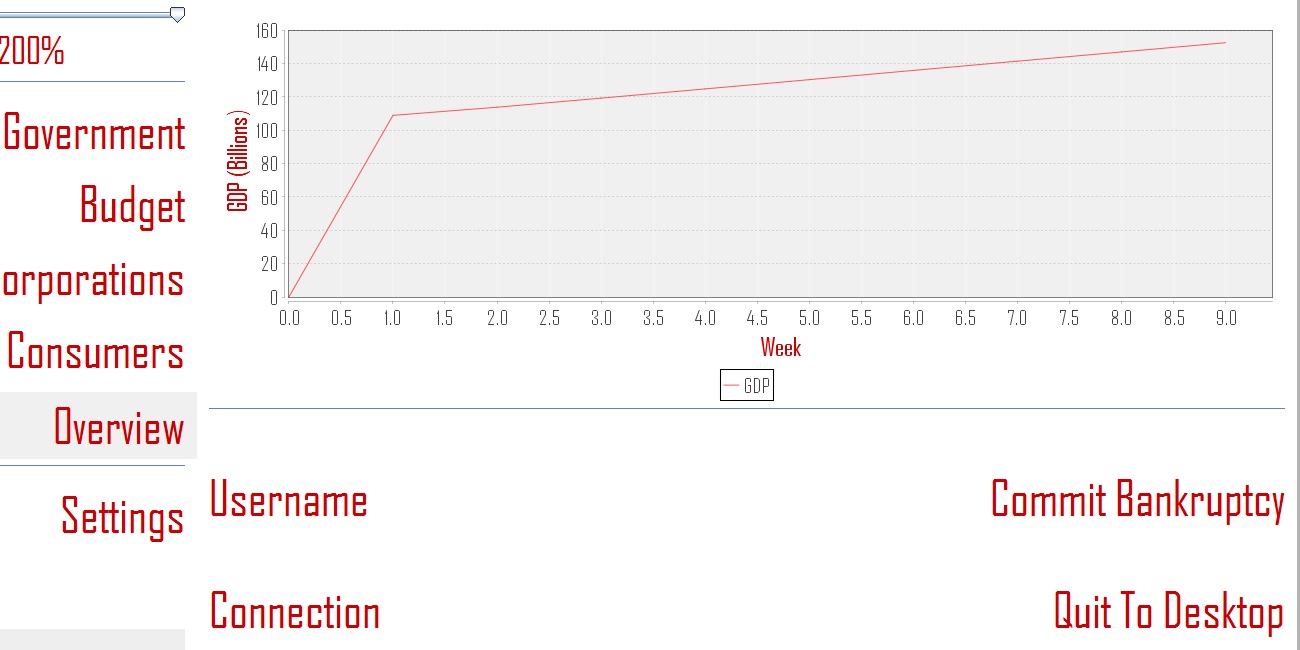 200%
Government
Budget
orporations
Consumers
Overview
Settings
160
140
120
100
80
60
40
20
0
GDP (Billions)
0.0 0.5 1.0 1.5 2.0 2.5 3.0 3.5 4.0 4.5 5.0 5.5 6.0 6.5 7.0 7.5 8.0 8.5 9.0
Week
GDP
Username
Commit Bankruptcy
Connection
Quit To Desktop